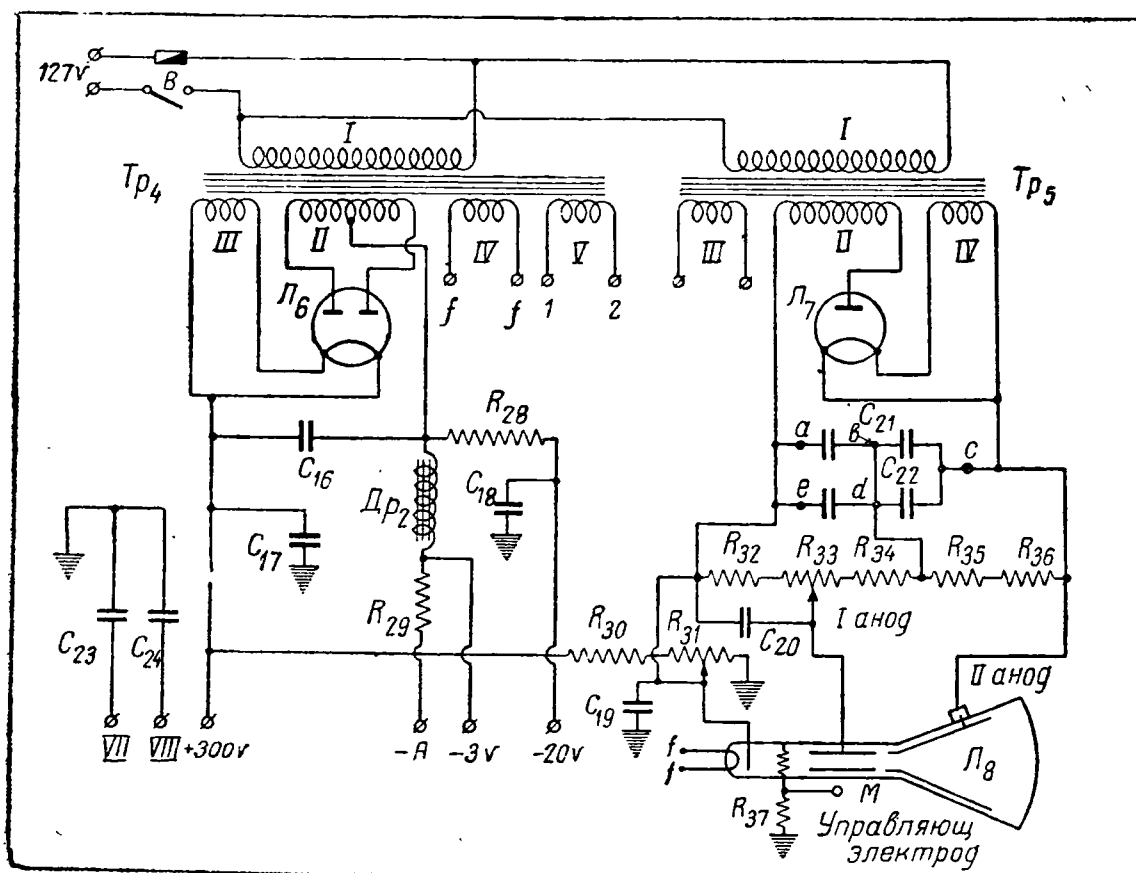 127v
В
I
I
Тр4
Тр5
III
II
IV
V
III
II
IV
f
f
1
2
Л6
Л7
R28
C16
Др2
C18
C17
R29
a
в
C21
c
e
d
C22
R32
R33
R34
R35
R36
C20
I анод
R30
R31
C19
II анод
C23
C24
VII
VIII
+300v
-A
-3v
-20v
f
f
М
Л8
R37
Управляющ
электрод